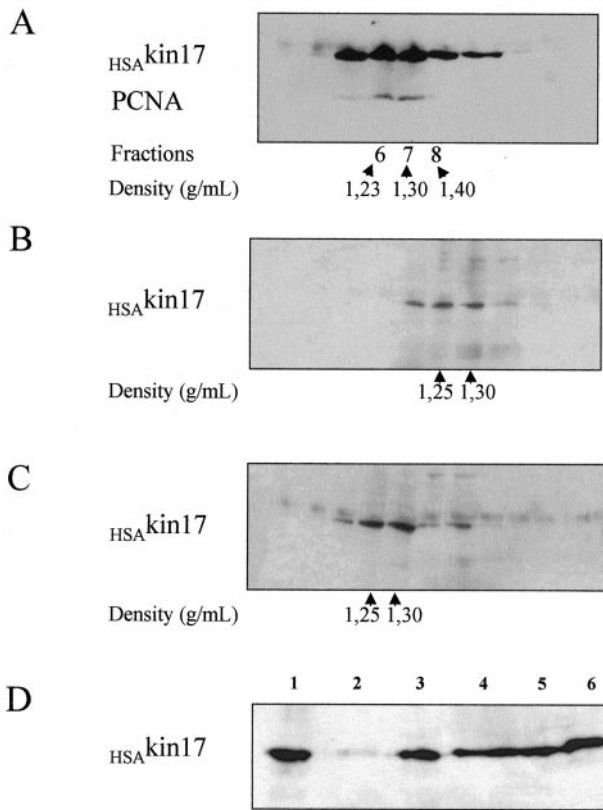 A
HSAkin17
PCNA
Fractions 6 7 8
Density (g/mL) 1,23 1,30 1,40
B
HSAkin17
Density (g/mL) 1,25 1,30
C
HSAkin17
Density (g/mL) 1,25 1,30
1 2 3 4 5 6
D
HSAkin17